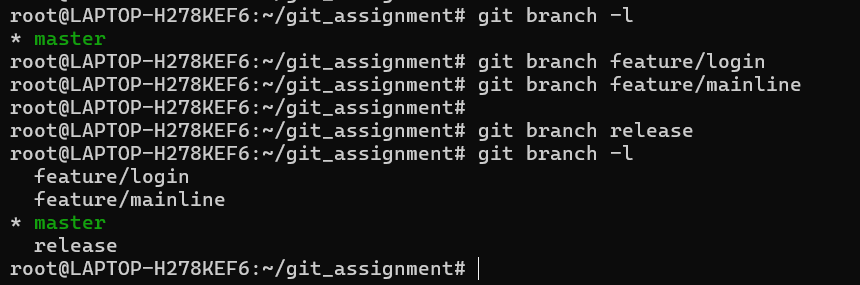 root@LAPTOP-H278KEF6:~/git_assignment# git branch -l
* master
root@LAPTOP-H278KEF6:~/git_assignment# git branch feature/login
root@LAPTOP-H278KEF6:~/git_assignment# git branch feature/mainline
root@LAPTOP-H278KEF6:~/git_assignment#
root@LAPTOP-H278KEF6:~/git_assignment# git branch release
root@LAPTOP-H278KEF6:~/git_assignment# git branch -l
  feature/login
  feature/mainline
* master
  release
root@LAPTOP-H278KEF6:~/git_assignment#